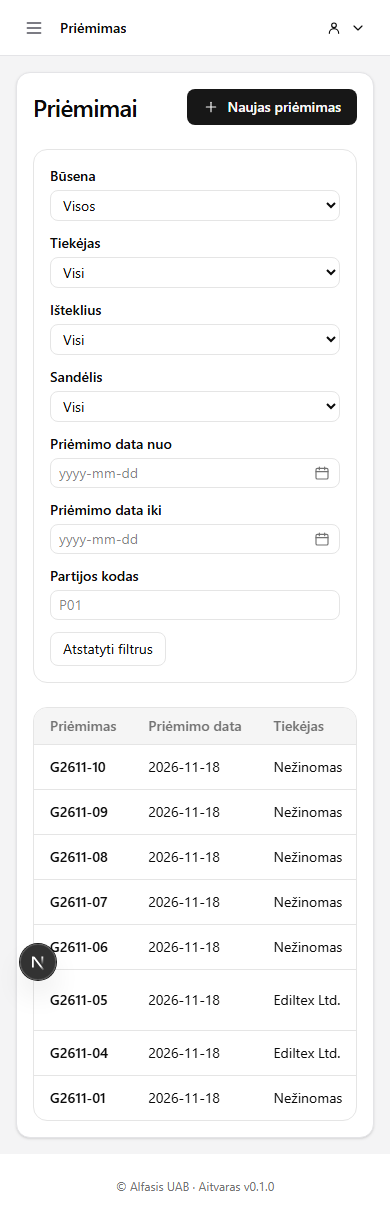 Priėmimas
Priėmimai
Naujas priėmimas
Būsena
Visos
Tiekėjas
Visi
Išteklius
Visi
Sandėlis
Visi
Priėmimo data nuo
yyyy-mm-dd
Priėmimo data iki
yyyy-mm-dd
Partijos kodas
P01
Atstatyti filtrus
Priėmimas Priėmimo data Tiekėjas
G2611-10 2026-11-18 Nežinomas
G2611-09 2026-11-18 Nežinomas
G2611-08 2026-11-18 Nežinomas
G2611-07 2026-11-18 Nežinomas
G2611-06 2026-11-18 Nežinomas
N
G2611-05 2026-11-18 Ediltex Ltd.
G2611-04 2026-11-18 Ediltex Ltd.
G2611-01 2026-11-18 Nežinomas
© Alfasis UAB · Aitvaras v0.1.0